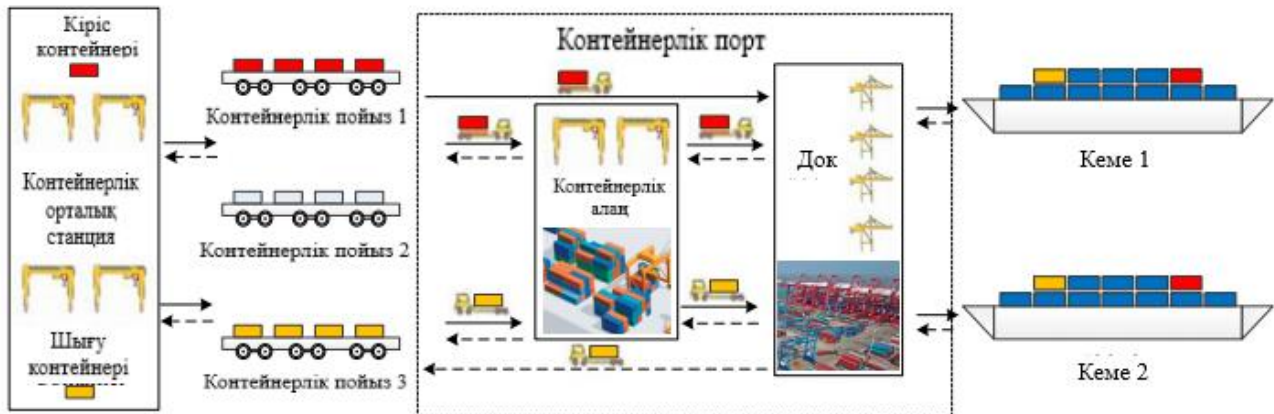 Кіріс
контейнері
Контейнерлік
орталық
станция
Шығу
контейнері
Контейнерлік пойыз 1
Контейнерлік пойыз 2
Контейнерлік пойыз 3
Контейнерлік порт
Контейнерлік
алаң
Док
Кеме 1
Кеме 2